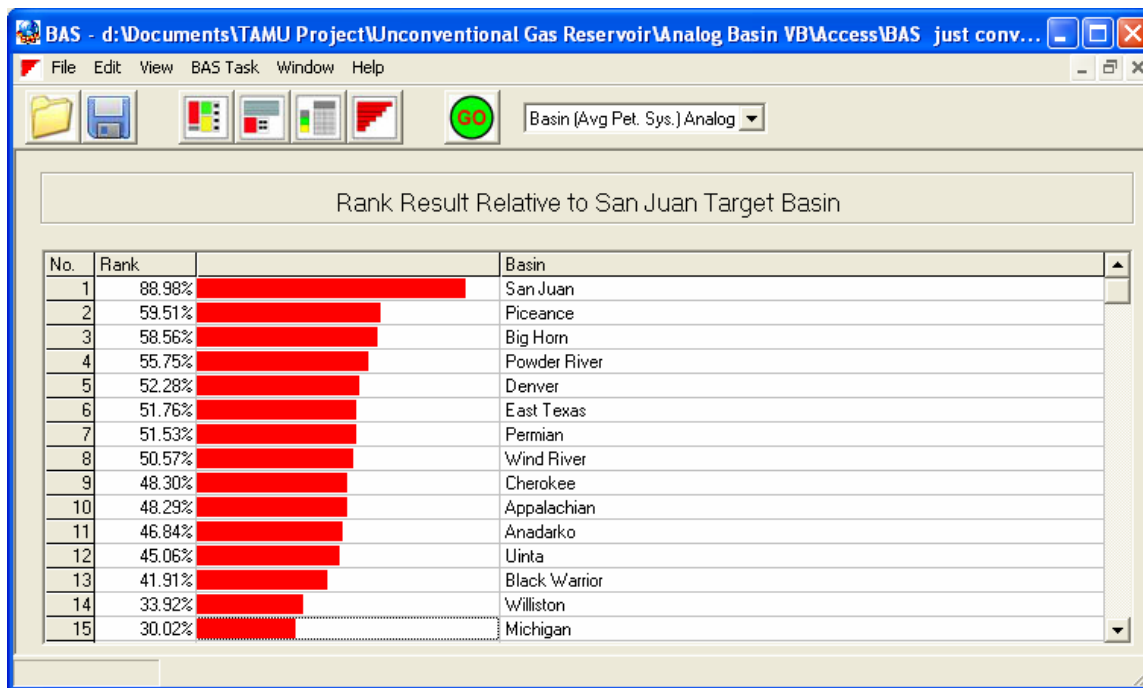 BAS - d:\Documents\TAMU Project\Unconventional Gas Reservoir\Analog Basin VB\Access\BAS just conv...
File Edit View BAS Task Window Help
GO Basin (Avg Pet. Sys.) Analog
Rank Result Relative to San Juan Target Basin
No. Rank Basin
1 88.98% San Juan
2 59.51% Piceance
3 58.56% Big Horn
4 55.75% Powder River
5 52.28% Denver
6 51.76% East Texas
7 51.53% Permian
8 50.57% Wind River
9 48.30% Cherokee
10 48.29% Appalachian
11 46.84% Anadarko
12 45.06% Uinta
13 41.91% Black Warrior
14 33.92% Williston
15 30.02% Michigan